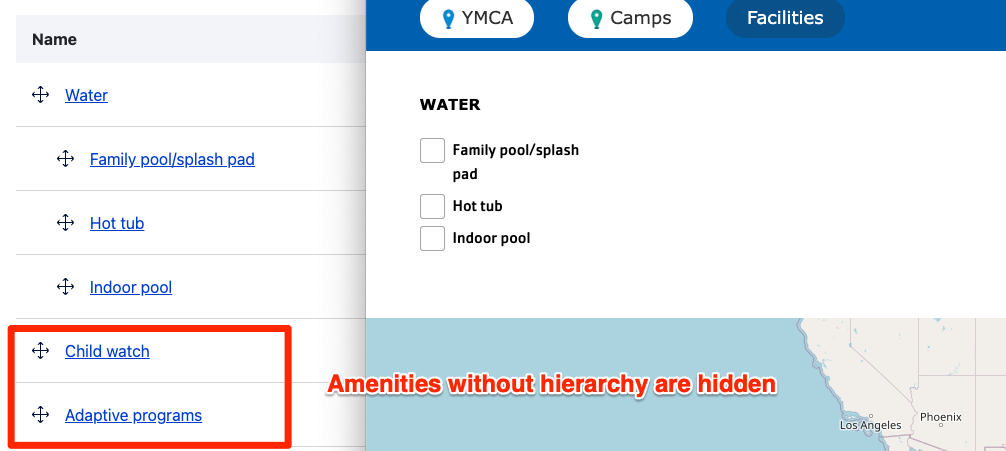 Name
Water
Family pool/splash pad
Hot tub
Indoor pool
Child watch
Adaptive programs
YMCA
Camps
Facilities
WATER
Family pool/splash
pad
Hot tub
Indoor pool
Amenities without hierarchy are hidden
Los Angeles
Phoenix